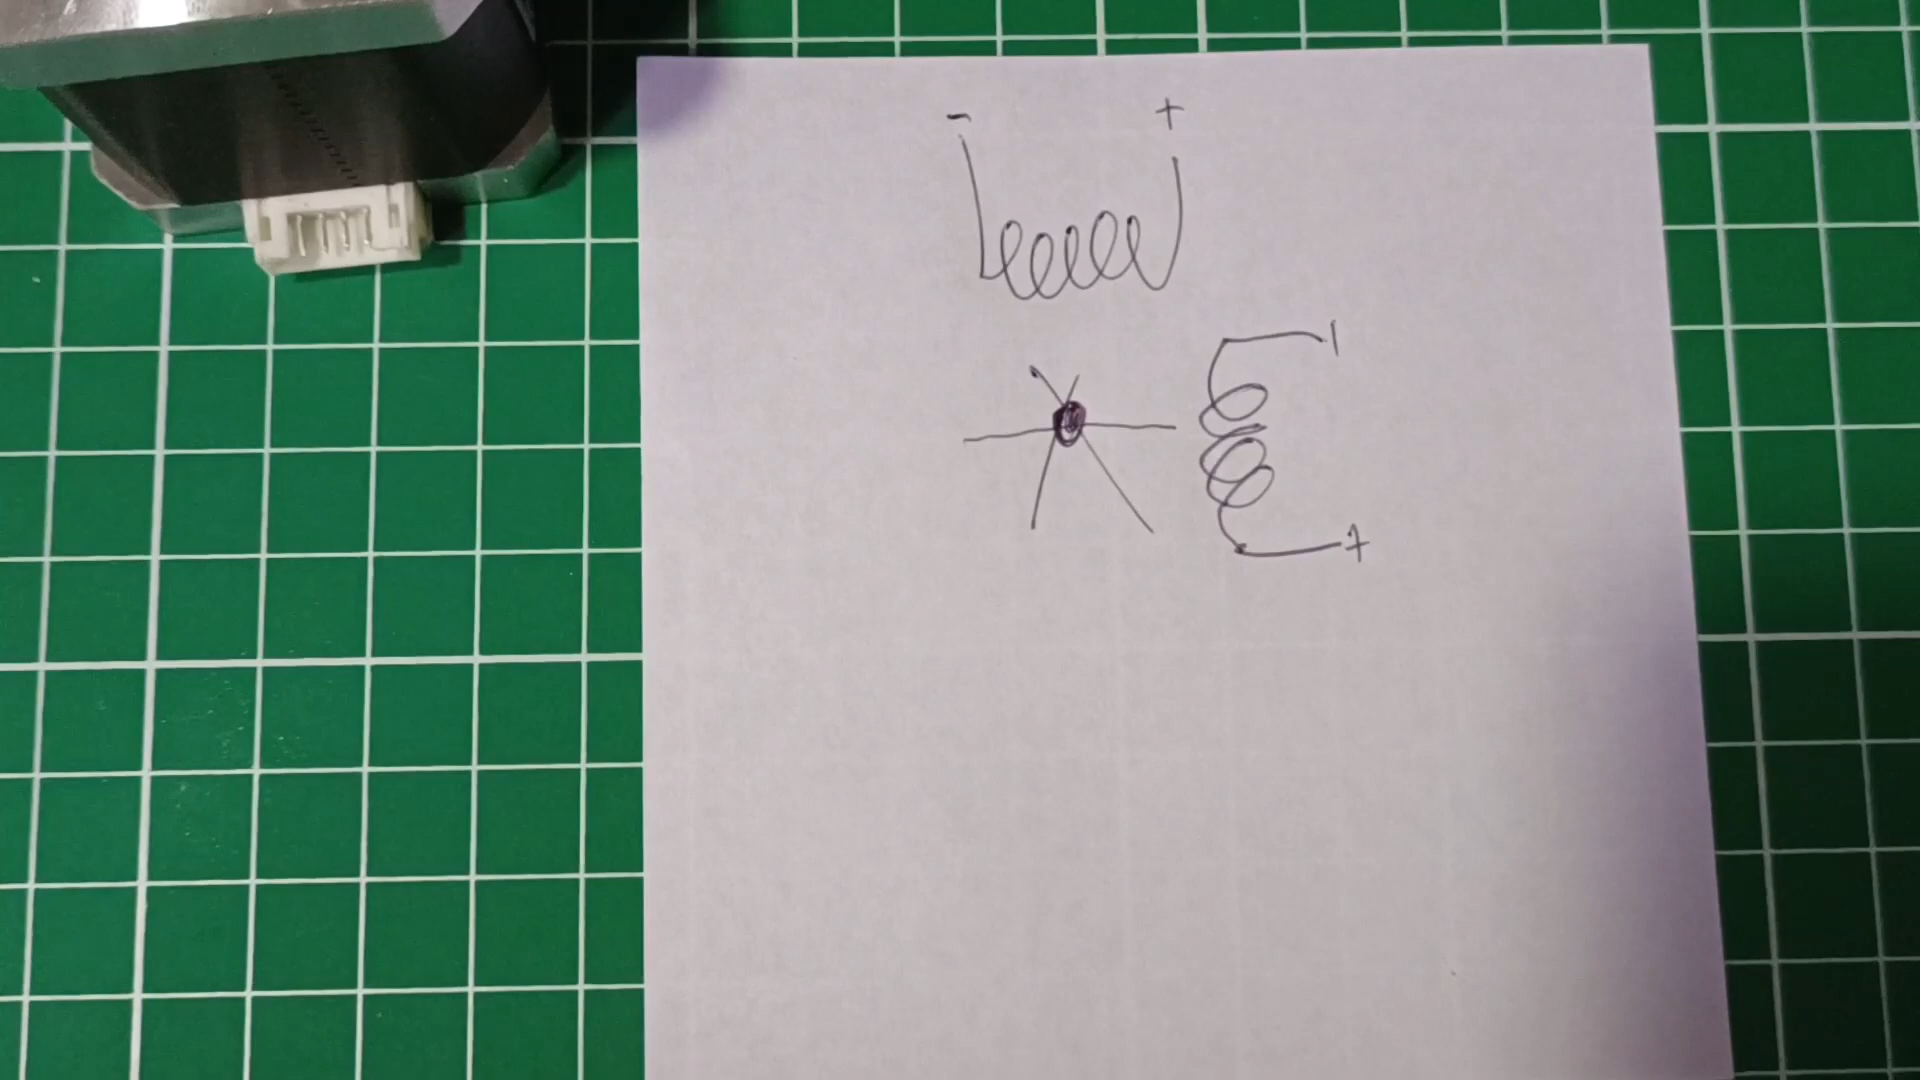 - +
-
+